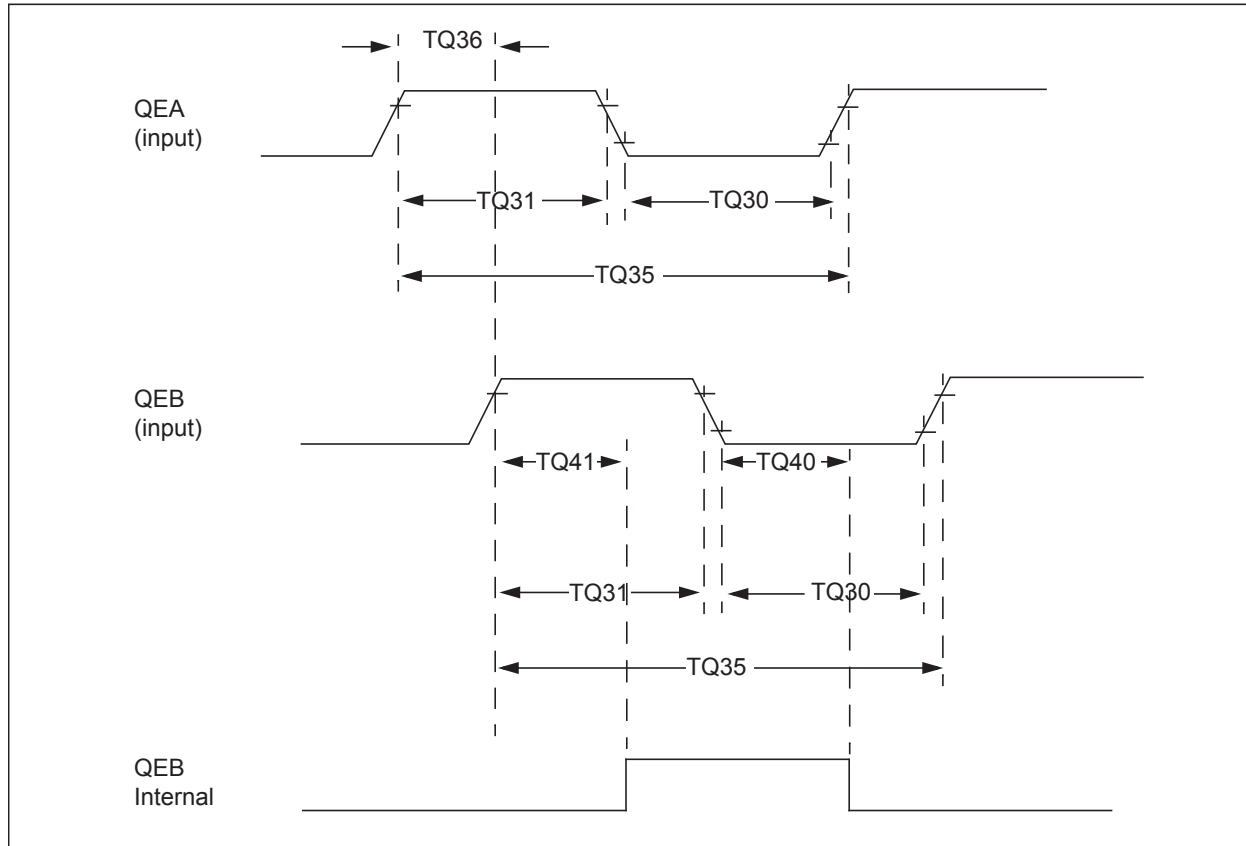 TQ36
QEA
(input)
TQ31
TQ30
TQ35
QEB
(input)
TQ41
TQ40
TQ31
TQ30
TQ35
QEB
Internal